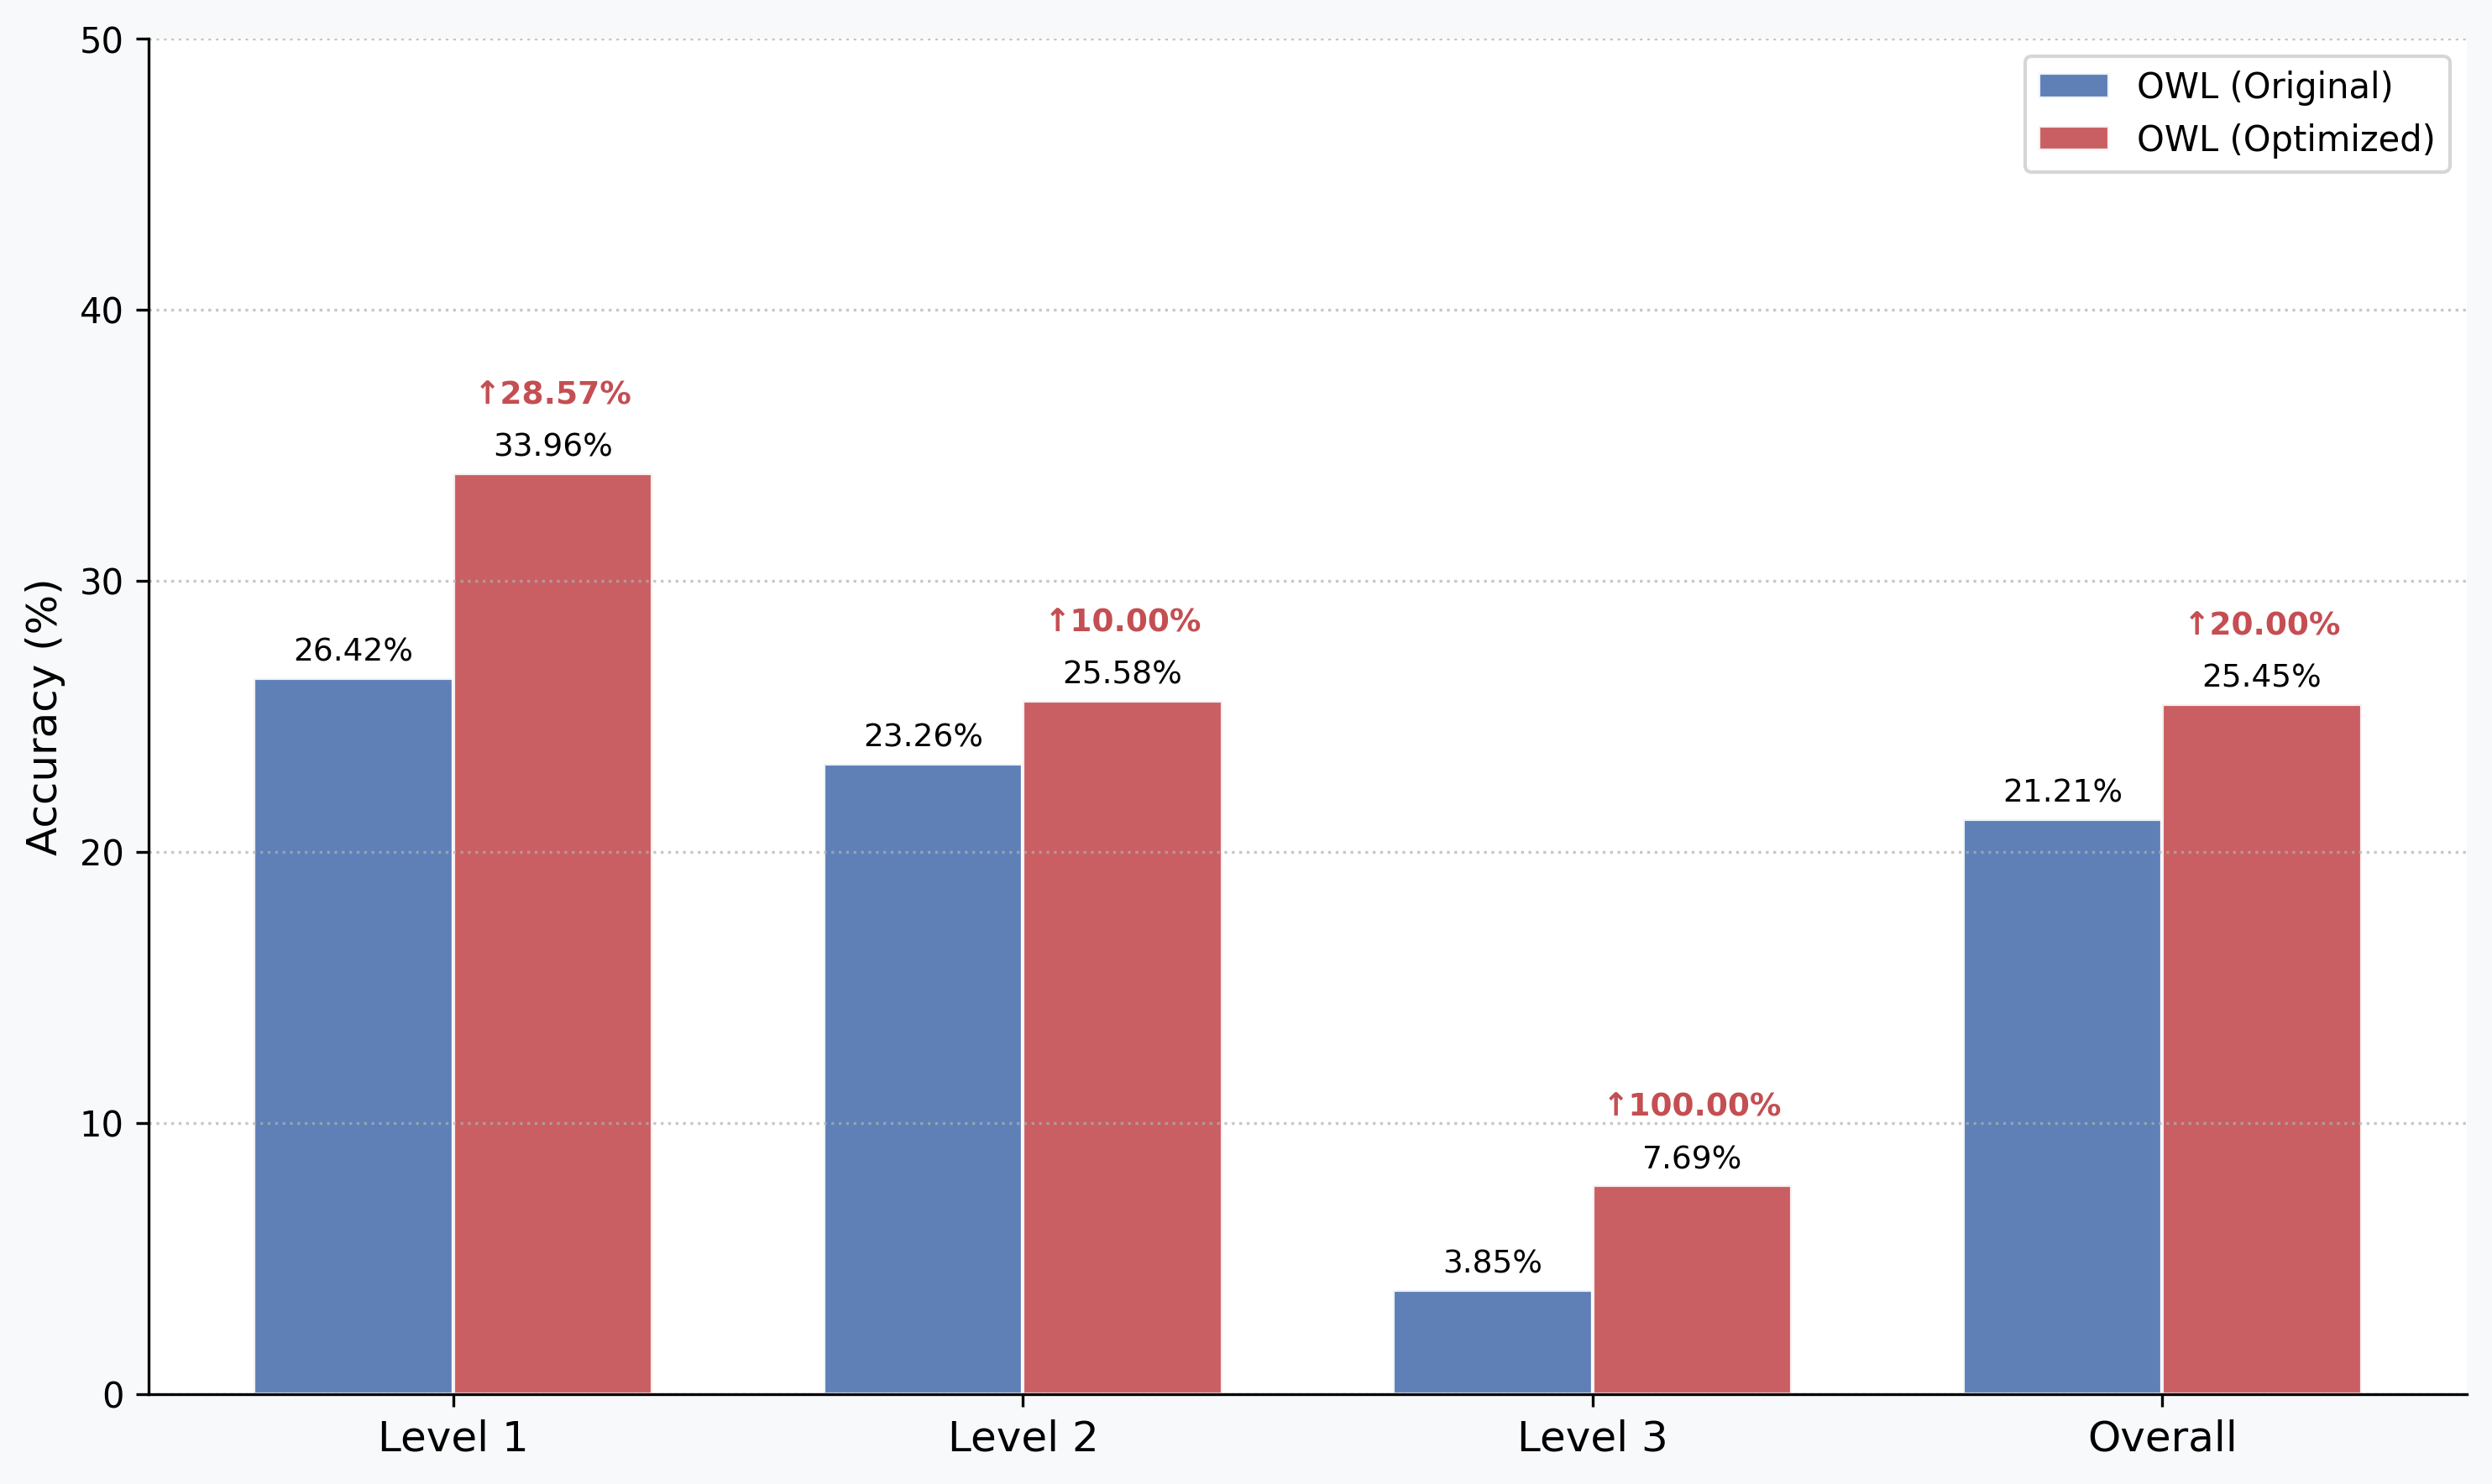 50
40
30
20
10
0
Accuracy (%)
OWL (Original)
OWL (Optimized)
26.42%
↑28.57%
33.96%
23.26%
↑10.00%
25.58%
3.85%
↑100.00%
7.69%
21.21%
↑20.00%
25.45%
Level 1
Level 2
Level 3
Overall